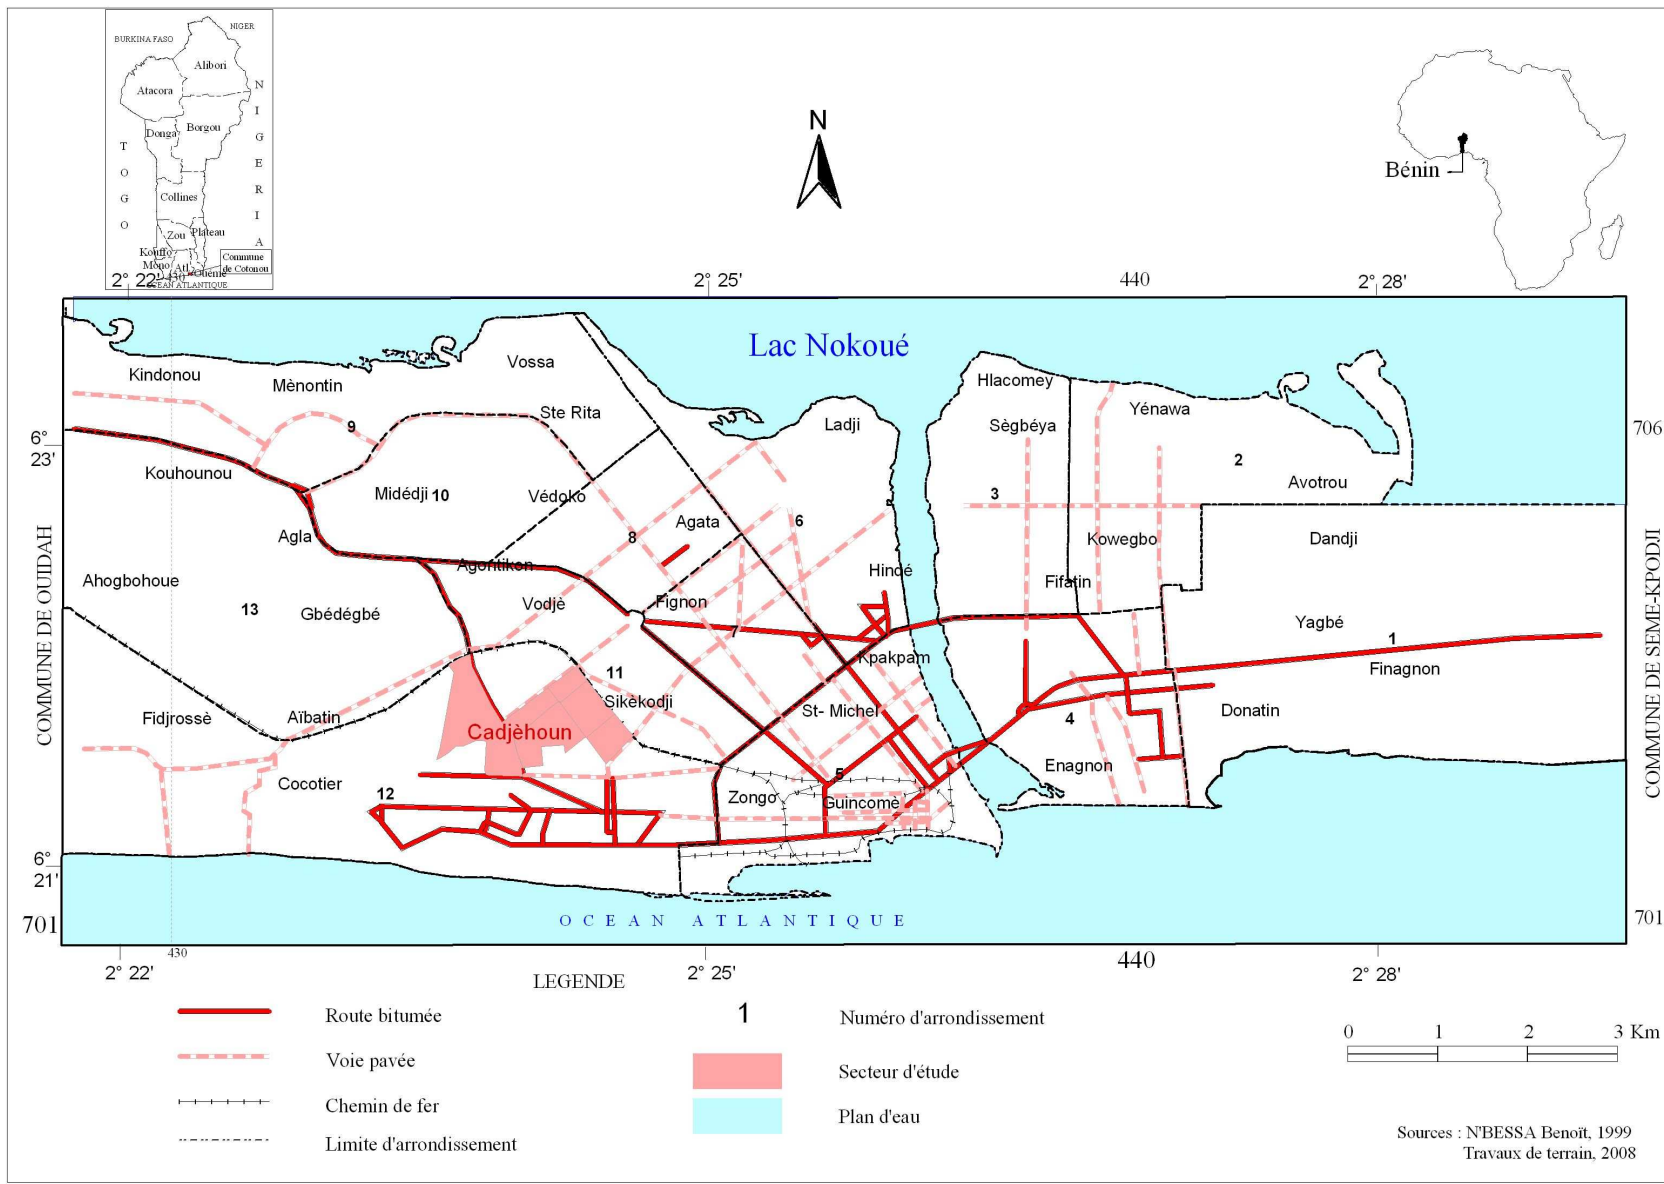 BURKINA FASO
NIGER
Alibori
Atacora
Donga
Borgou
Collines
Zou
Plateau
Kouffo
Mono
Atl.
Ouémé
Commune
de Cotonou
OCEAN ATLANTIQUE
T O G O
N I G E R I A
N
Bénin
2° 22'
430
2° 25'
440
2° 28'
Lac Nokoué
Kindonou
Mènontin
Vossa
Ste Rita
Ladji
Hlacomey
Sègbéya
Yénawa
6°
23'
706
9
2
Kouhounou
Midédji 10
Védoko
3
Avotrou
Agla
8
Agata
6
Kowegbo
Dandji
Agontikon
Hindé
Fifatin
Ahogbohoue
13
Gbédégbé
Vodjè
Fignon
7
Yagbé
1
Kpakpam
Finagnon
11
Sikèkodji
St- Michel
Fidjrossè
Aïbatin
Cadjèhoun
4
Donatin
Enagnon
Cocotier
12
Zongo
5
Guincomè
COMMUNE DE OUIDAH
COMMUNE DE SEME-KPODJI
6°
21'
701
O C E A N   A T L A N T I Q U E
701
2° 22'
430
2° 25'
440
2° 28'
LEGENDE
Route bitumée
Voie pavée
Chemin de fer
Limite d'arrondissement
1
Numéro d'arrondissement
Secteur d'étude
Plan d'eau
0 1 2 3 Km
Sources : N'BESSA Benoït, 1999
Travaux de terrain, 2008